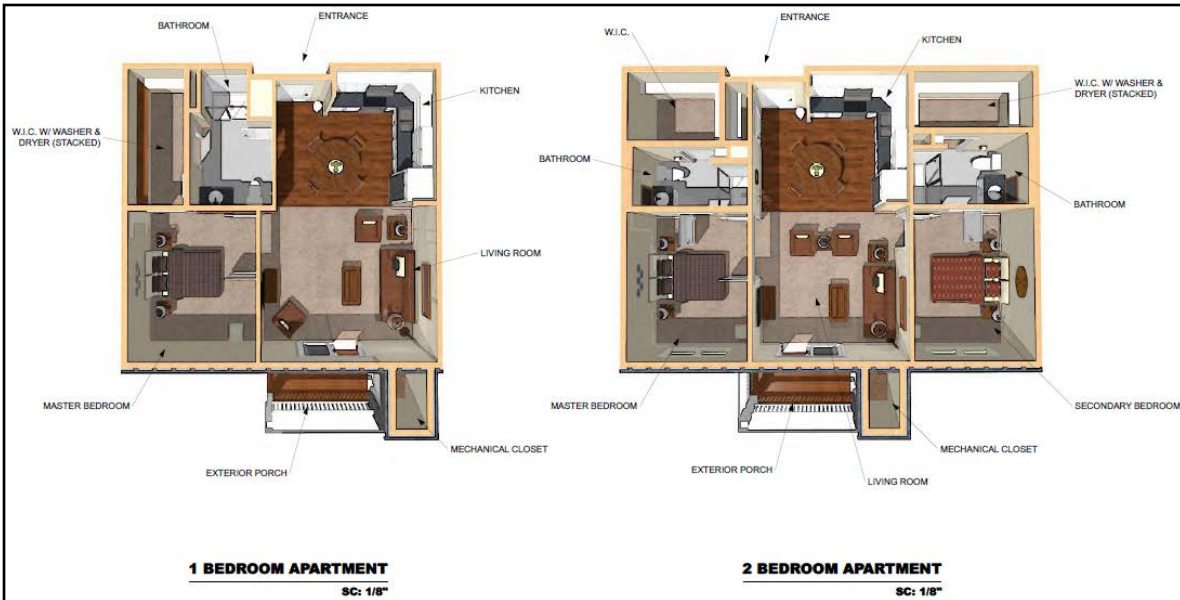 ENTRANCE
BATHROOM
KITCHEN
W.I.C. W/ WASHER &
DRYER (STACKED)
LIVING ROOM
MASTER BEDROOM
MECHANICAL CLOSET
EXTERIOR PORCH
1 BEDROOM APARTMENT
SC: 1/8"
ENTRANCE
W.I.C.
KITCHEN
W.I.C. W/ WASHER &
DRYER (STACKED)
BATHROOM
BATHROOM
MASTER BEDROOM
SECONDARY BEDROOM
MECHANICAL CLOSET
EXTERIOR PORCH
LIVING ROOM
2 BEDROOM APARTMENT
SC: 1/8"